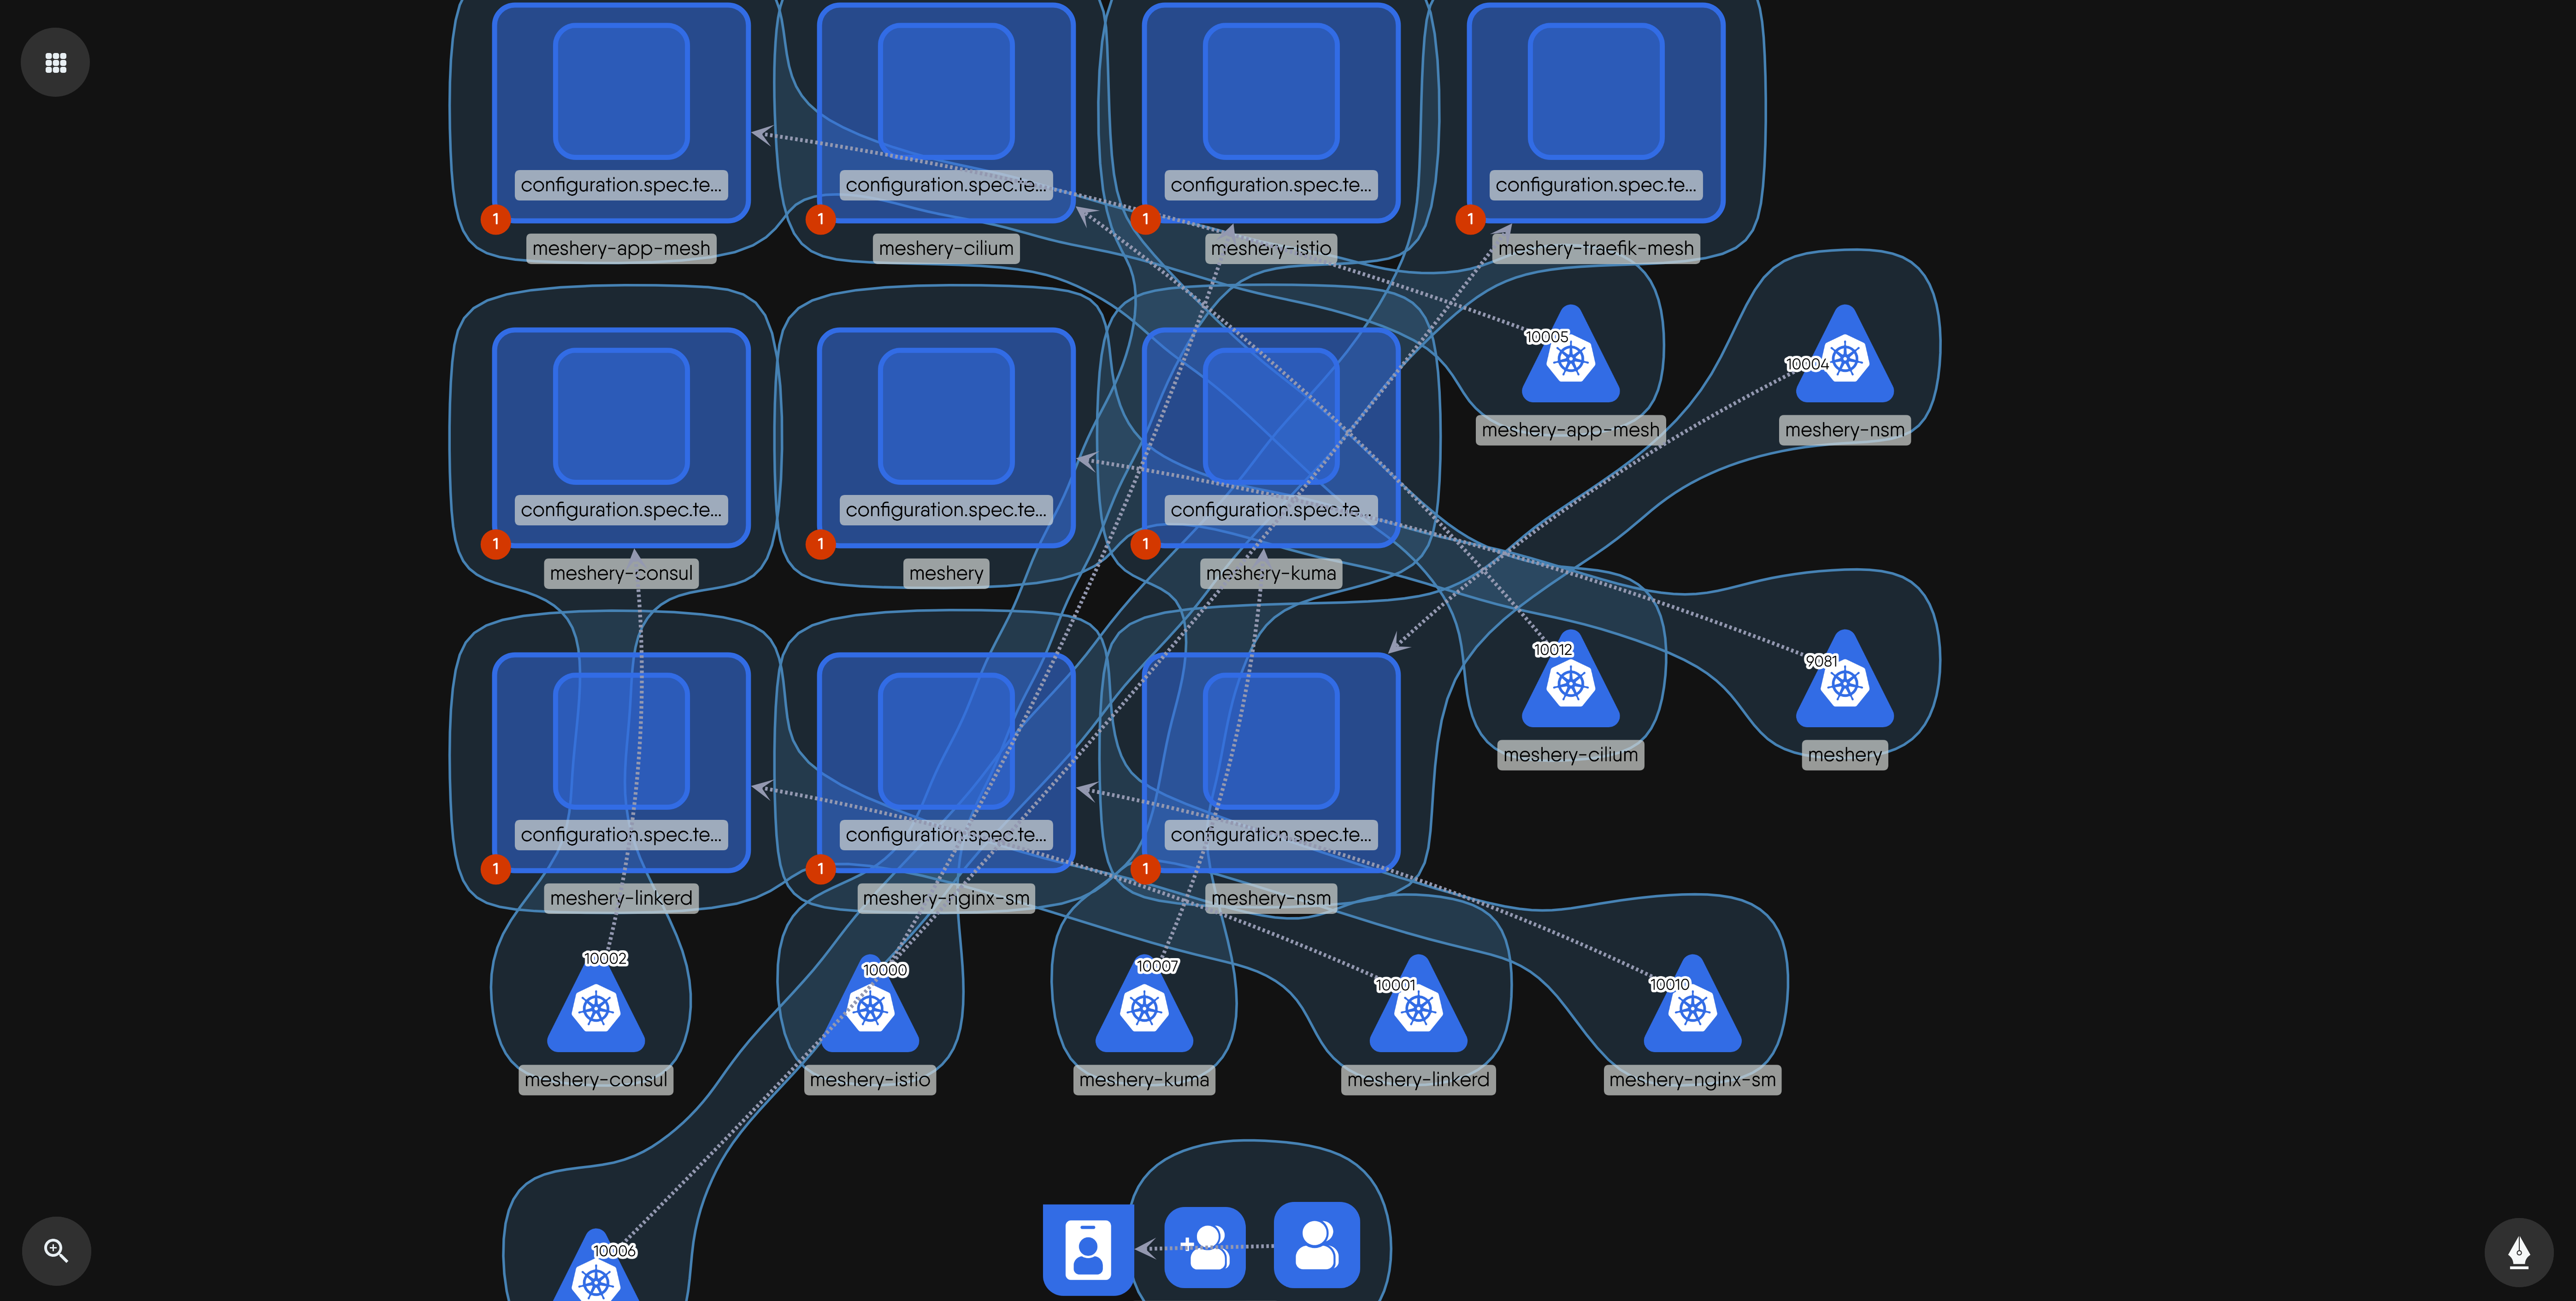 configuration.spec.te...
configuration.spec.te...
configuration.spec.te...
configuration.spec.te...
1
1
1
1
meshery-app-mesh
meshery-cilium
meshery-istio
meshery-traefik-mesh
10005
10004
meshery-app-mesh
meshery-nsm
configuration.spec.te...
configuration.spec.te...
configuration.spec.te...
1
1
1
meshery-consul
meshery
meshery-kuma
10012
9081
meshery-cilium
meshery
configuration.spec.te...
configuration.spec.te...
configuration.spec.te...
1
1
1
meshery-linkerd
meshery-nginx-sm
meshery-nsm
10002
10000
10007
10001
10010
meshery-consul
meshery-istio
meshery-kuma
meshery-linkerd
meshery-nginx-sm
10006